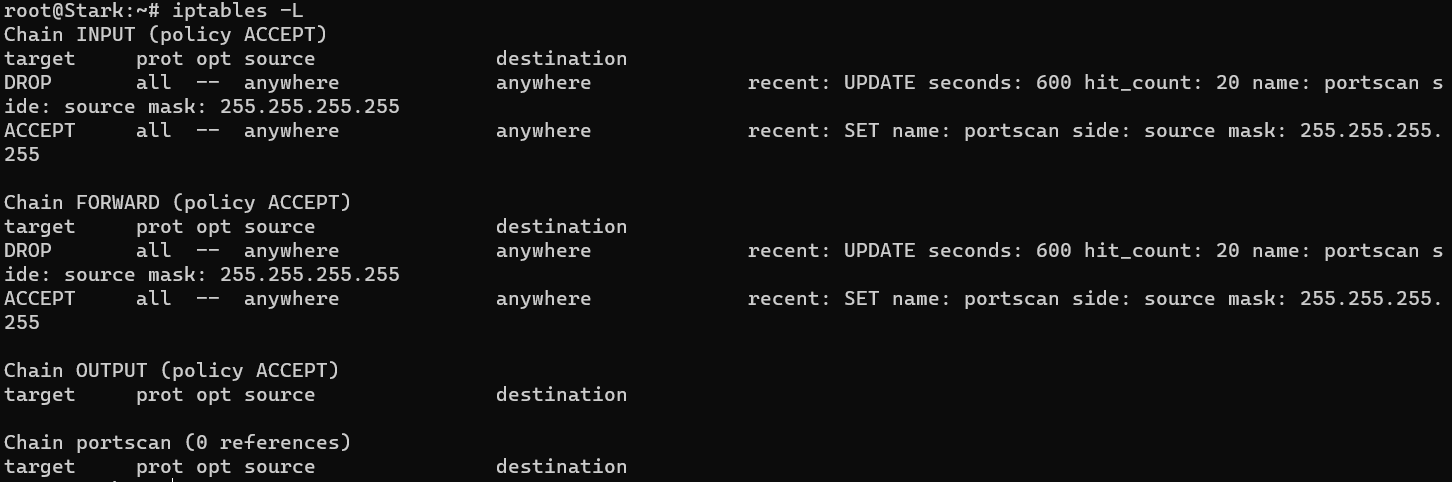 root@Stark:~# iptables -L
Chain INPUT (policy ACCEPT)
target     prot opt source               destination
DROP       all  --  anywhere             anywhere             recent: UPDATE seconds: 600 hit_count: 20 name: portscan s
ide: source mask: 255.255.255.255
ACCEPT     all  --  anywhere             anywhere             recent: SET name: portscan side: source mask: 255.255.255.
255

Chain FORWARD (policy ACCEPT)
target     prot opt source               destination
DROP       all  --  anywhere             anywhere             recent: UPDATE seconds: 600 hit_count: 20 name: portscan s
ide: source mask: 255.255.255.255
ACCEPT     all  --  anywhere             anywhere             recent: SET name: portscan side: source mask: 255.255.255.
255

Chain OUTPUT (policy ACCEPT)
target     prot opt source               destination

Chain portscan (0 references)
target     prot opt source               destination